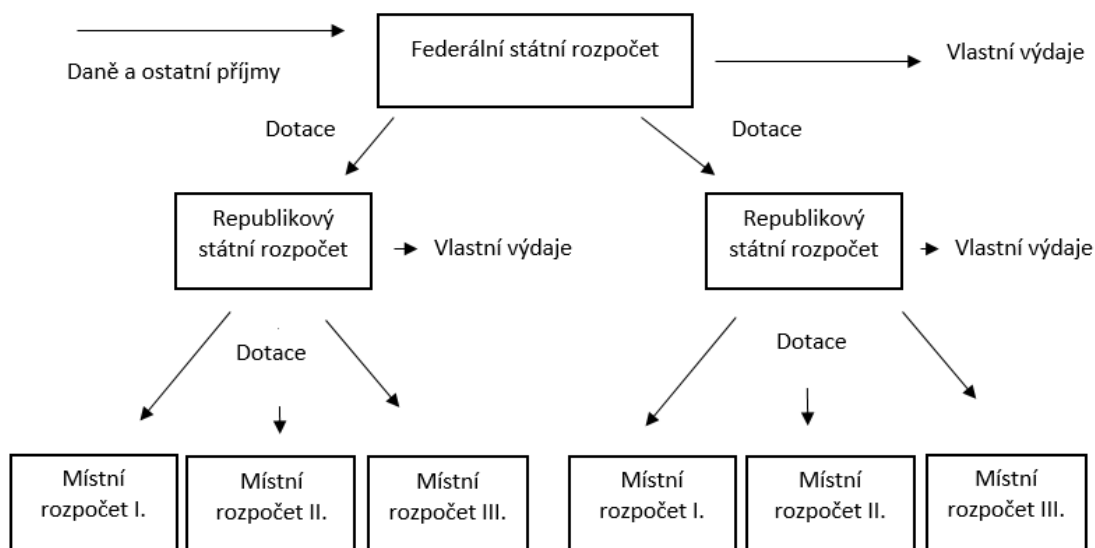 Federální státní rozpočet
Vlastní výdaje
Daně a ostatní příjmy
Dotace
Dotace
Republikový
státní rozpočet
Vlastní výdaje
Republikový
státní rozpočet
Vlastní výdaje
Dotace
Dotace
Místní
rozpočet I.
Místní
rozpočet II.
Místní
rozpočet III.
Místní
rozpočet I.
Místní
rozpočet II.
Místní
rozpočet III.